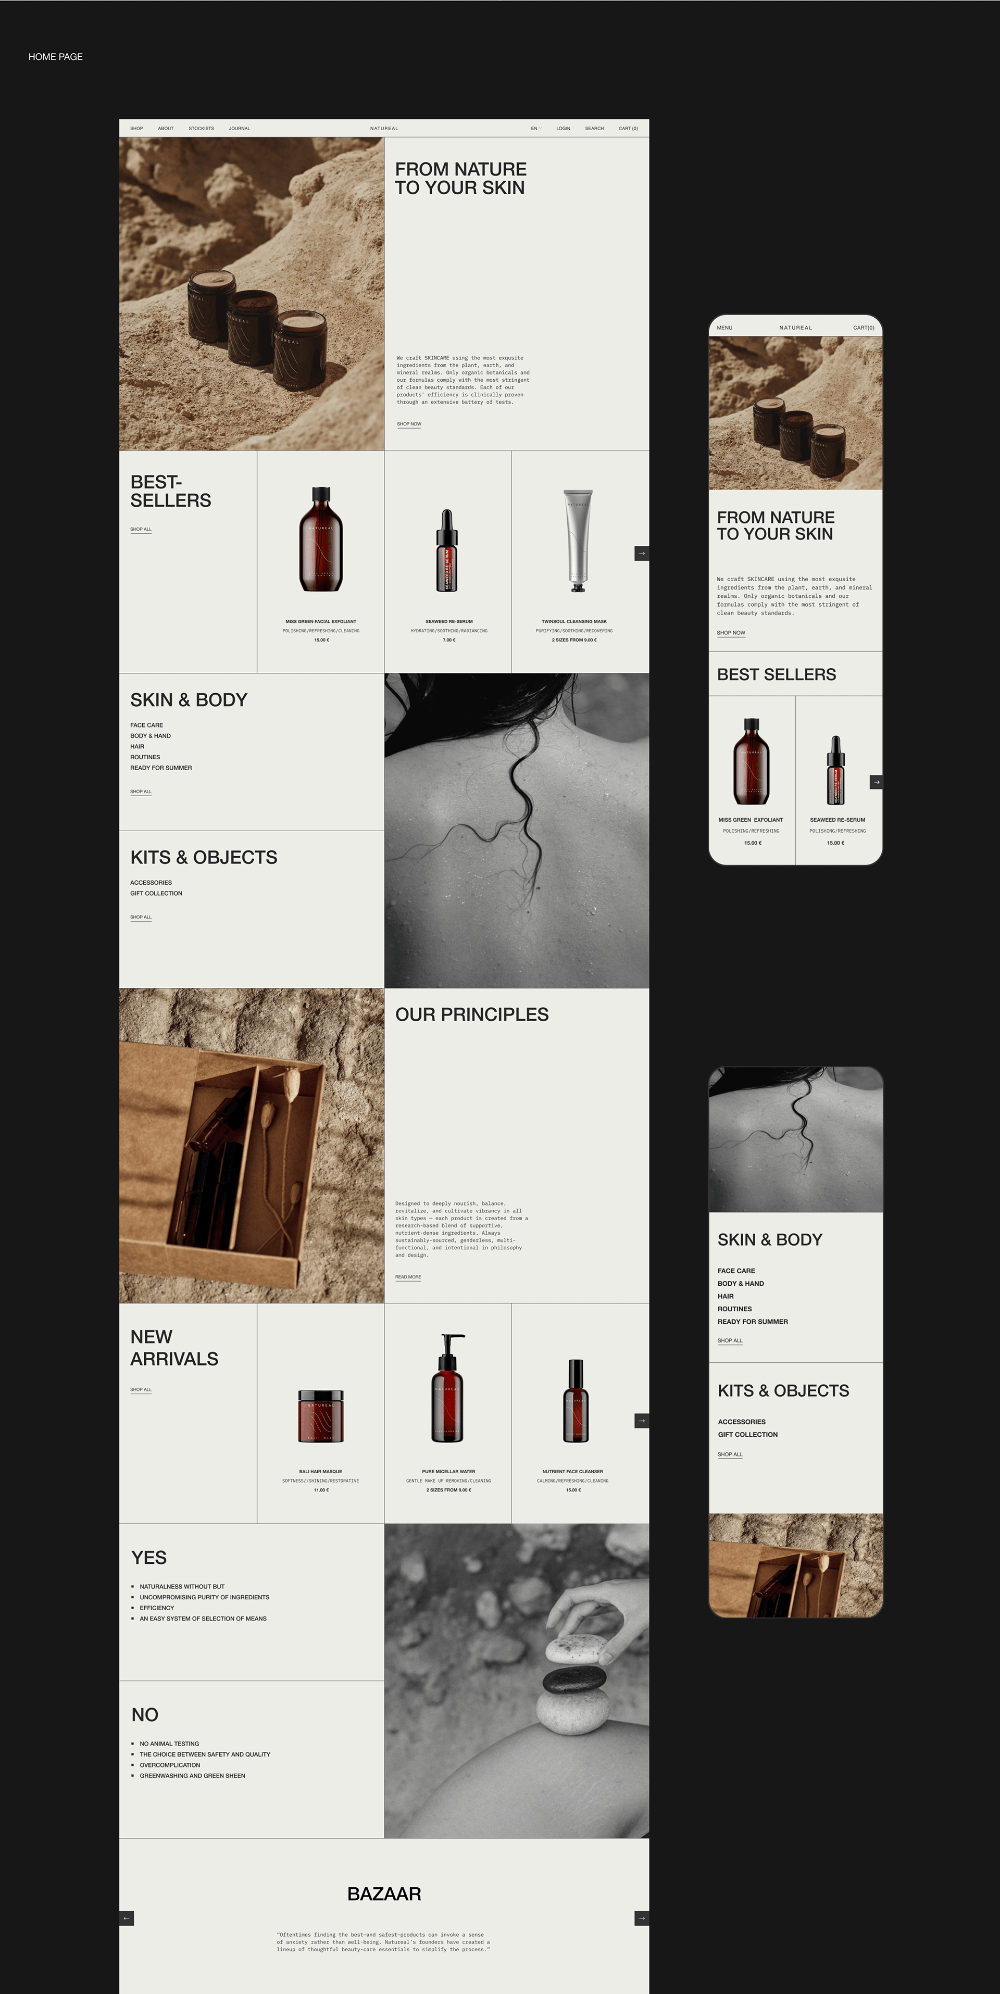 HOME PAGE
SHOP ABOUT STOCKISTS JOURNAL NATUREAL EN LOGIN SEARCH CART (0)
FROM NATURE
TO YOUR SKIN
We craft SKINCARE using the most exquisite
ingredients from the plant, earth, and
mineral realms. Only organic botanicals and
our formulas comply with the most stringent
of clean beauty standards. Each of our
products' efficiency is clinically proven
through an extensive battery of tests.
SHOP NOW
BEST-
SELLERS
SHOP ALL
NATUREAL
MISS GREEN FACIAL EXFOLIANT
POLISHING/REFRESHING/CLEANING
15.00 €
SEAWEED RE-SERUM
HYDRATING/SOOTHING/RADIANCING
7.00 €
TWINSOUL CLEANSING MASK
PURIFYING/SOOTHING/RECOVERING
2 SIZES FROM 9.00 €
→
SKIN & BODY
FACE CARE
BODY & HAND
HAIR
ROUTINES
READY FOR SUMMER
SHOP ALL
KITS & OBJECTS
ACCESSORIES
GIFT COLLECTION
SHOP ALL
OUR PRINCIPLES
Designed to deeply nourish, balance,
revitalize, and cultivate vibrancy in all
skin types — each product is created from a
research-based blend of supportive,
nutrient-dense ingredients. Always
sustainably-sourced, genderless, multi-
functional, and intentional in philosophy
and design.
READ MORE
NEW
ARRIVALS
SHOP ALL
NATUREAL
BALI HAIR MASQUE
SOFTNESS/SHINING/RESTORATIVE
11.00 €
PURE MICELLAR WATER
GENTLE MAKE UP REMOVING/CLEANING
2 SIZES FROM 9.00 €
NUTRIENT FACE CLEANSER
CALMING/REFRESHING/CLEANING
15.00 €
→
YES
• NATURALNESS WITHOUT BUT
• UNCOMPROMISING PURITY OF INGREDIENTS
• EFFICIENCY
• AN EASY SYSTEM OF SELECTION OF MEANS
NO
• NO ANIMAL TESTING
• THE CHOICE BETWEEN SAFETY AND QUALITY
• OVERCOMPLICATION
• GREENWASHING AND GREEN SHEEN
BAZAAR
← →
"Oftentimes finding the best—and safest—products can invoke a sense
of anxiety rather than well-being. Natureal's founders have created a
lineup of thoughtful beauty-care essentials to simplify the process."
MENU NATUREAL CART(0)
FROM NATURE
TO YOUR SKIN
We craft SKINCARE using the most exquisite
ingredients from the plant, earth, and mineral
realms. Only organic botanicals and our
formulas comply with the most stringent of
clean beauty standards.
SHOP NOW
BEST SELLERS
→
MISS GREEN EXFOLIANT
POLISHING/REFRESHING
15.00 €
SEAWEED RE-SERUM
POLISHING/REFRESHING
15.00 €
SKIN & BODY
FACE CARE
BODY & HAND
HAIR
ROUTINES
READY FOR SUMMER
SHOP ALL
KITS & OBJECTS
ACCESSORIES
GIFT COLLECTION
SHOP ALL